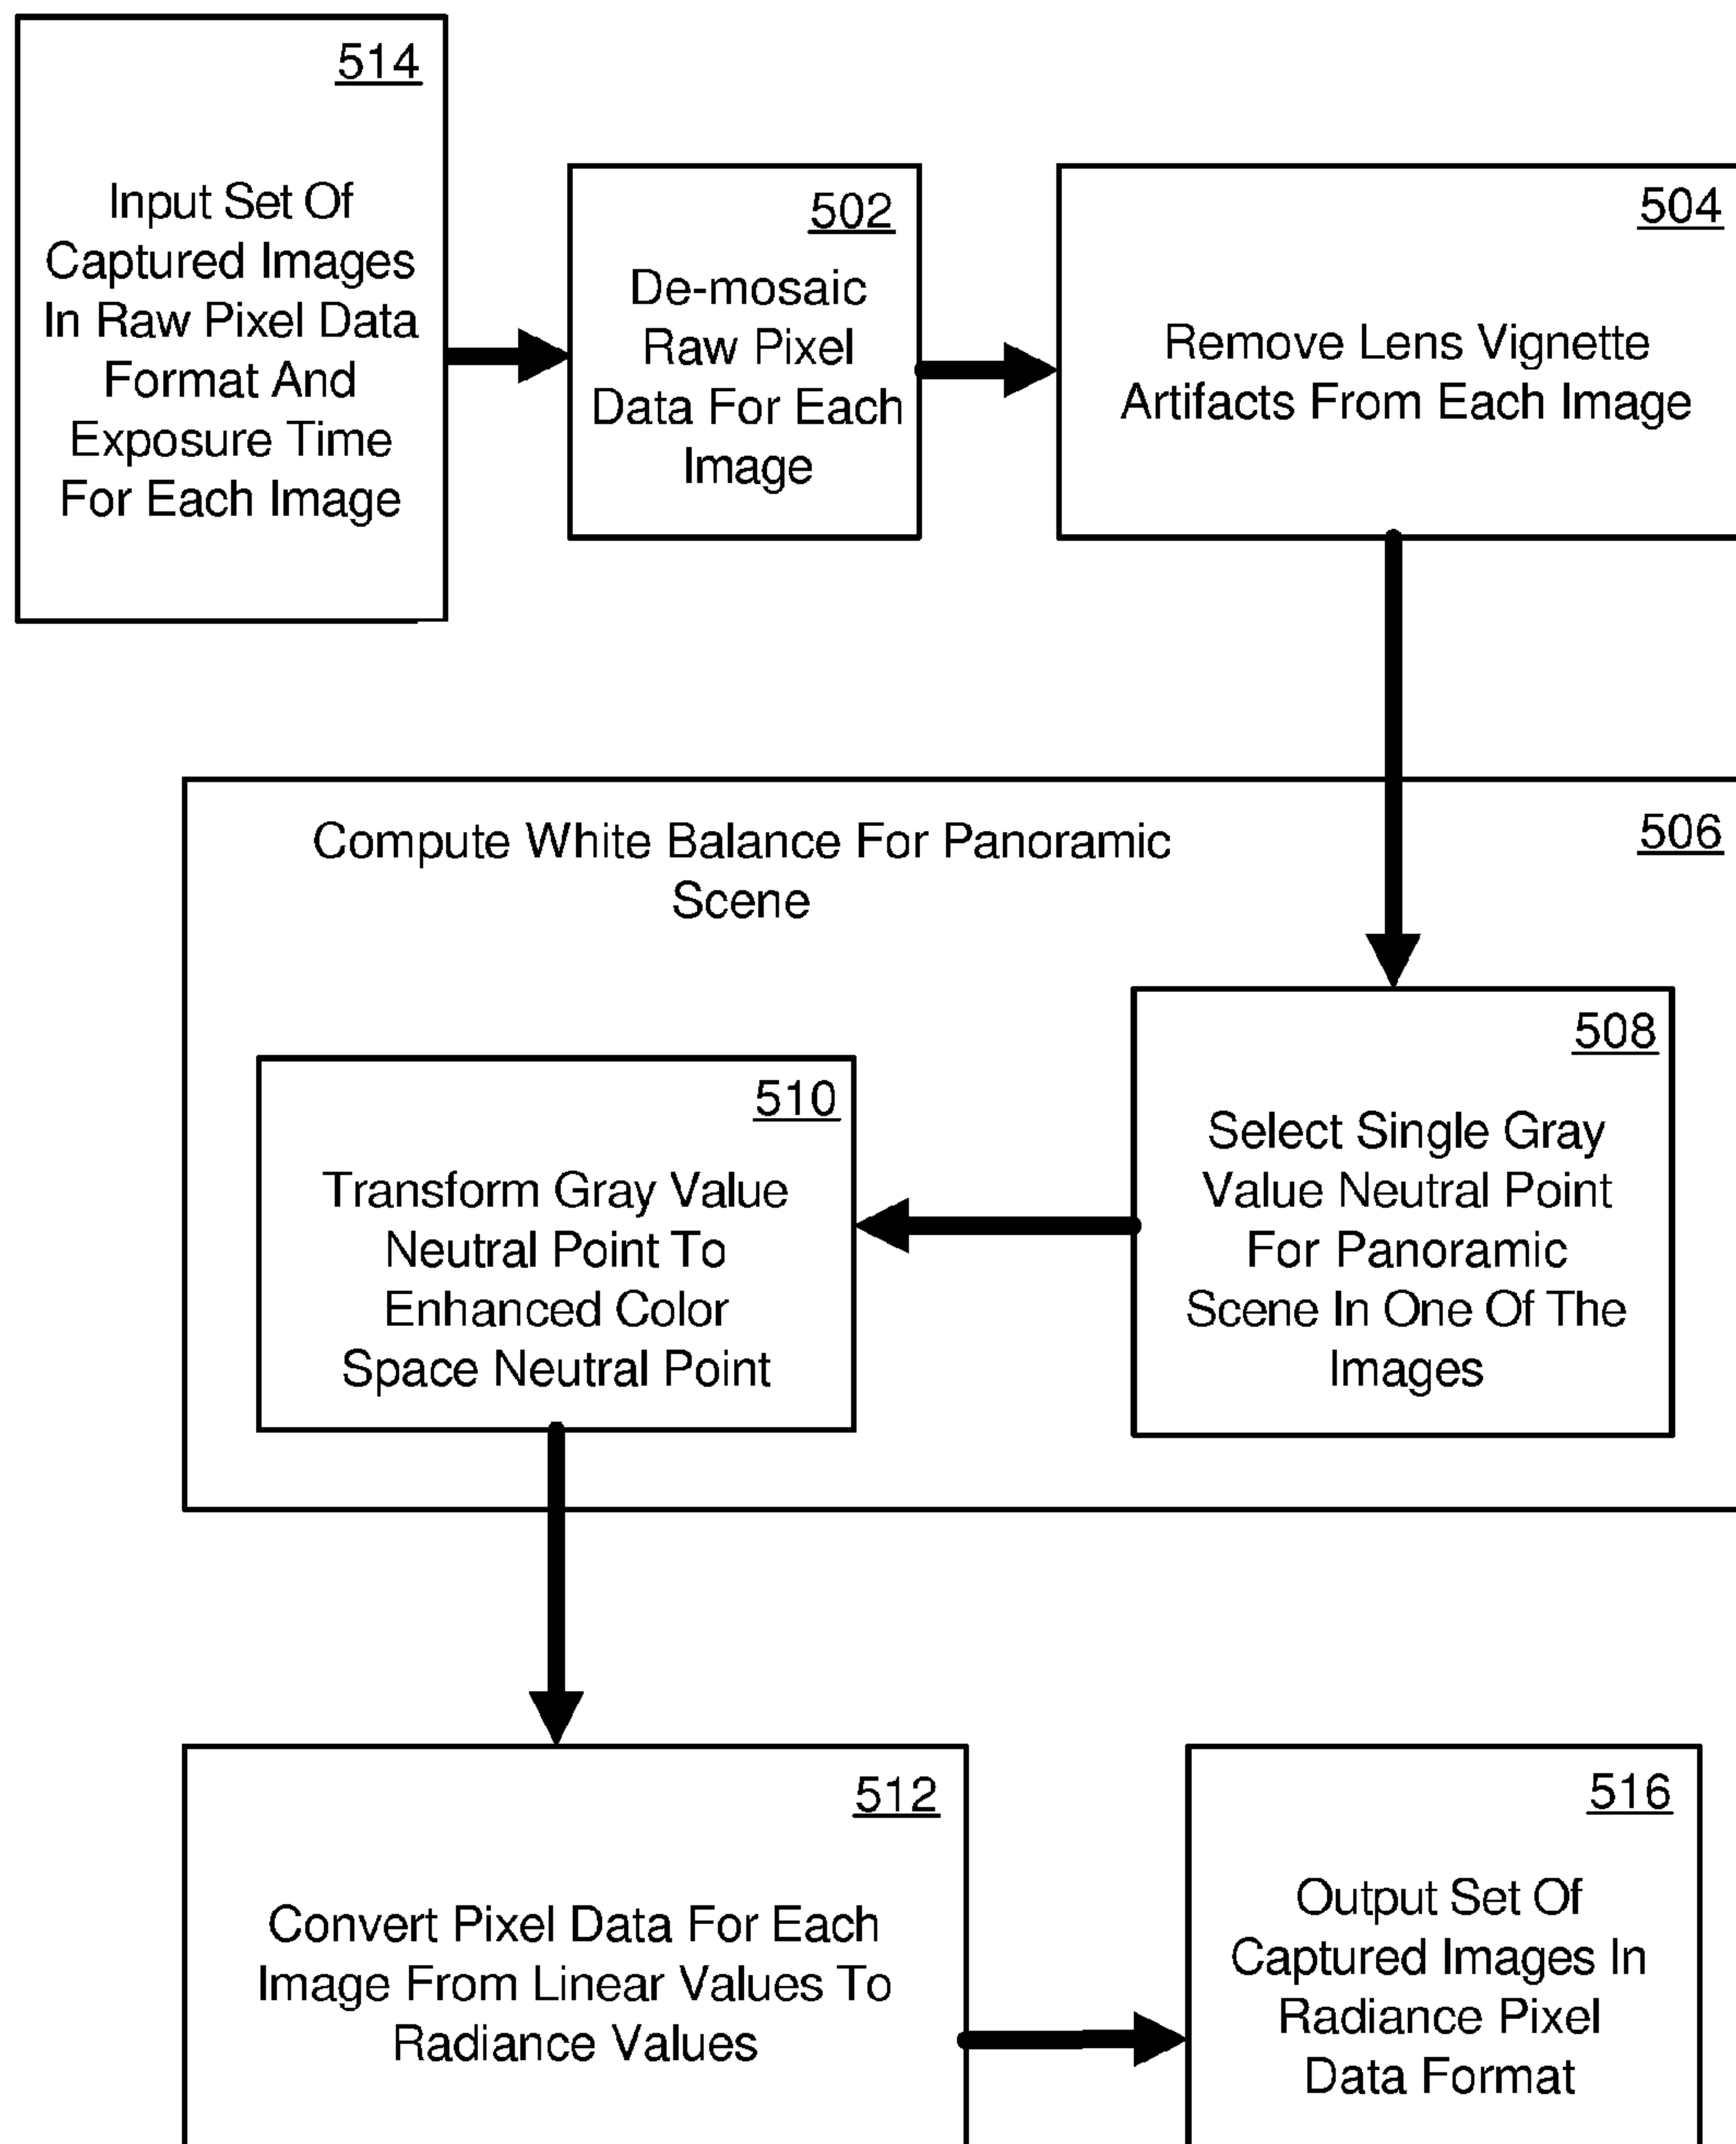 514
Input Set Of
Captured Images
In Raw Pixel Data
Format And
Exposure Time
For Each Image
502
De-mosaic
Raw Pixel
Data For Each
Image
504
Remove Lens Vignette
Artifacts From Each Image
506
Compute White Balance For Panoramic
Scene
508
Select Single Gray
Value Neutral Point
For Panoramic
Scene In One Of The
Images
510
Transform Gray Value
Neutral Point To
Enhanced Color
Space Neutral Point
512
Convert Pixel Data For Each
Image From Linear Values To
Radiance Values
516
Output Set Of
Captured Images In
Radiance Pixel
Data Format